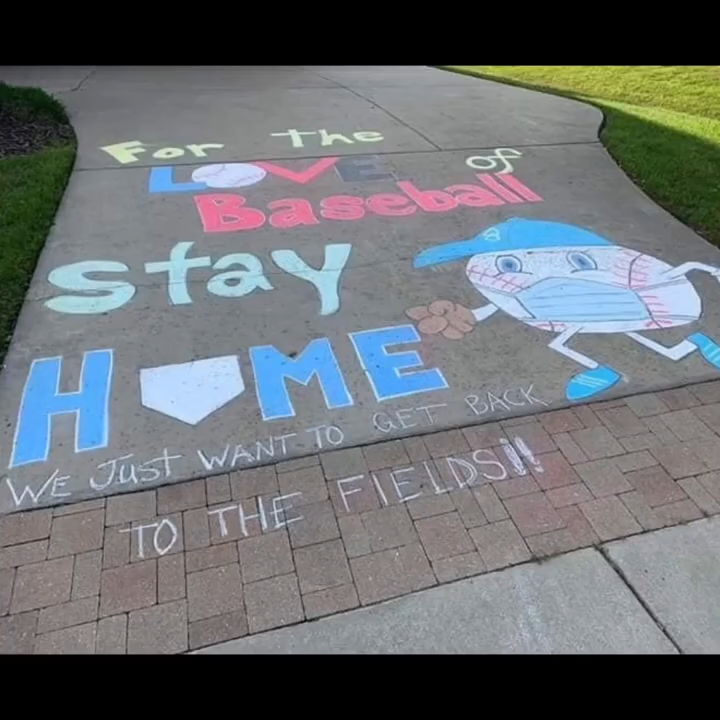 For the
LOVE of
Baseball
stay
HOME
WE JUST WANT TO GET BACK
TO THE FIELDS!!